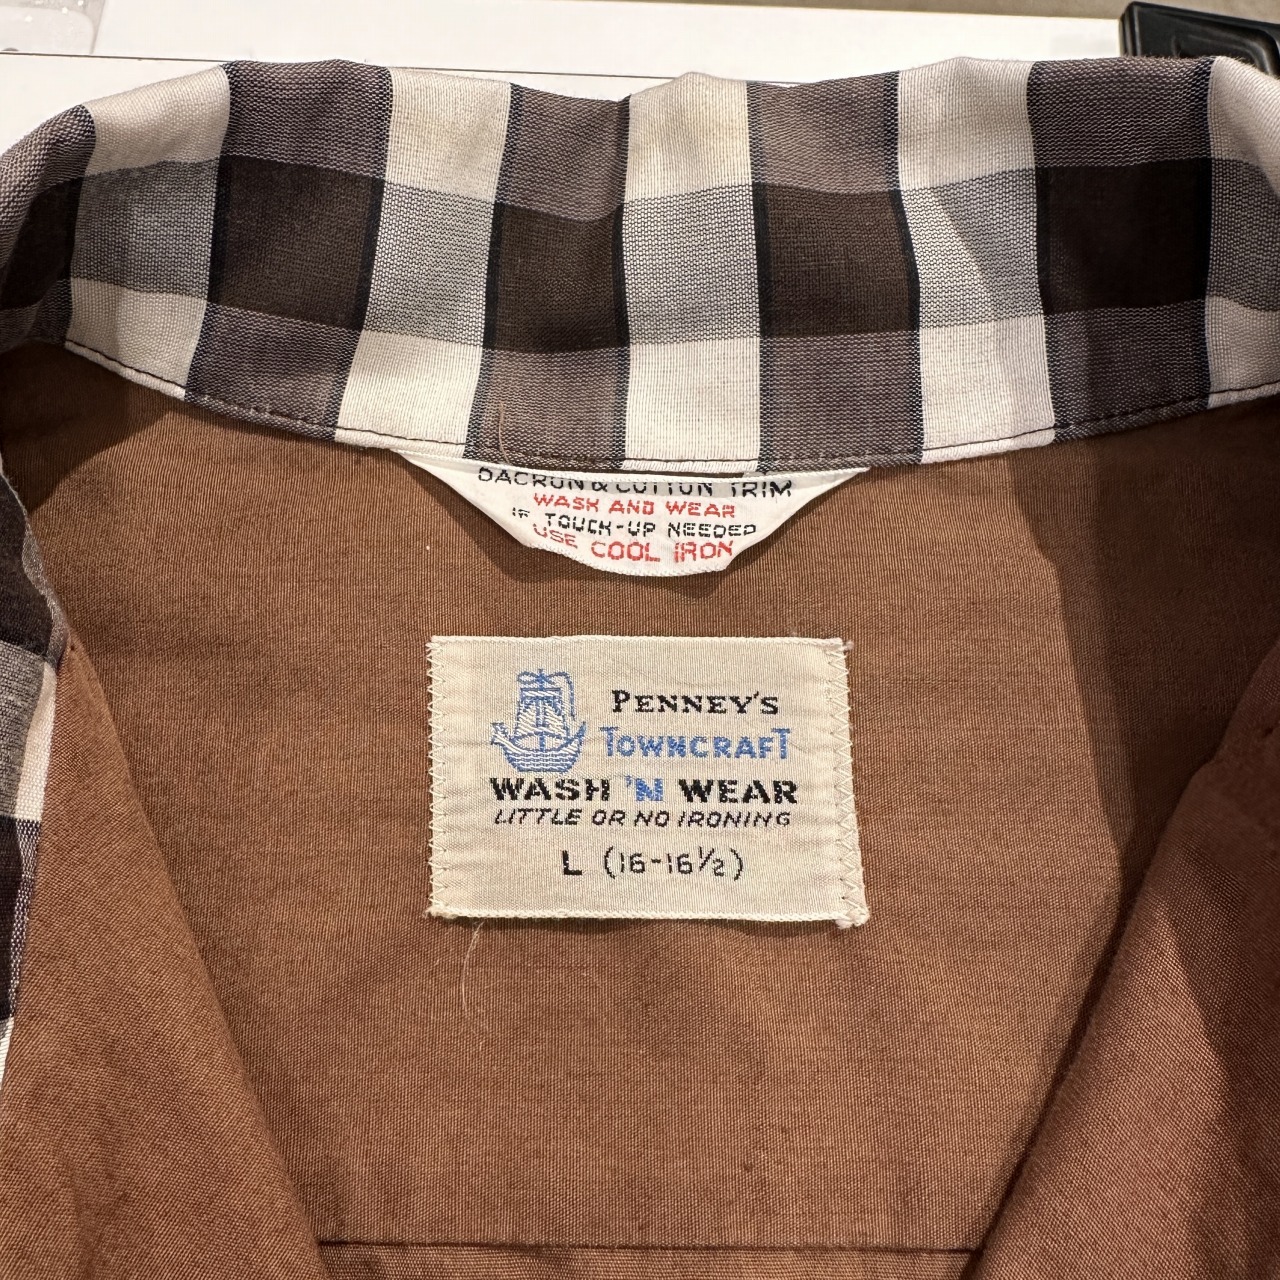 DACRON & COTTON TRIM
WASH AND WEAR
IF TOUCH-UP NEEDED
USE COOL IRON
PENNEY'S
TOWNCRAFT
WASH 'N WEAR
LITTLE OR NO IRONING
L (16-16½)